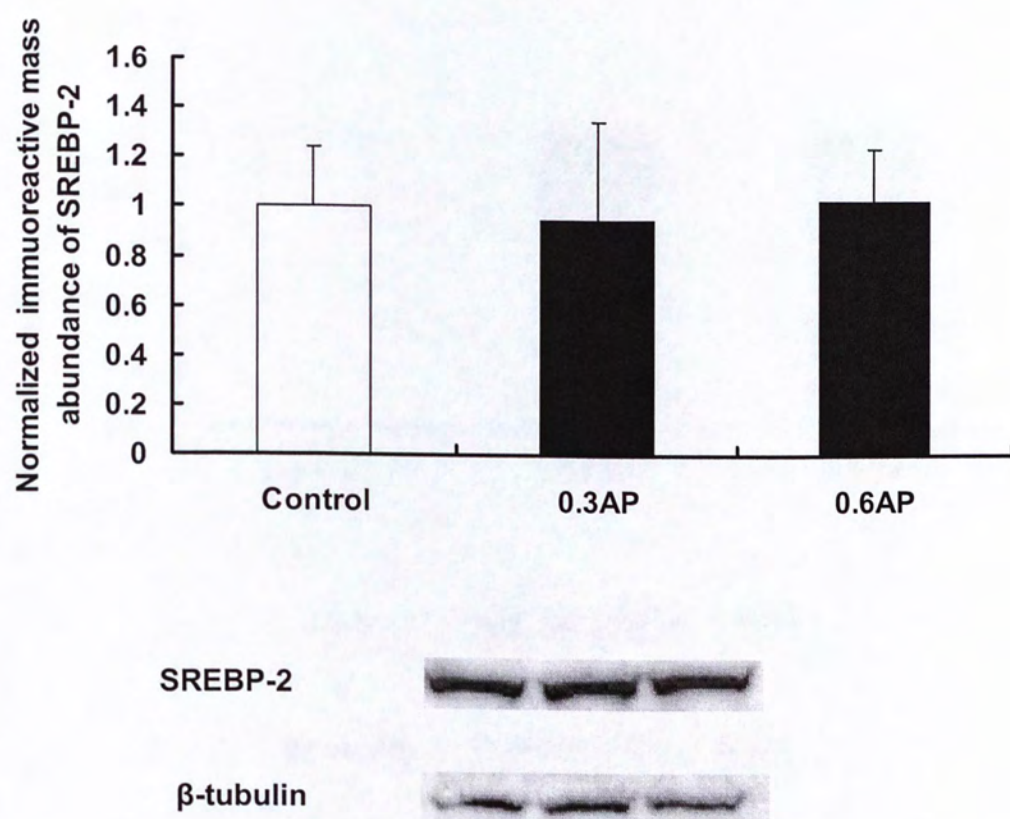 Normalized immuoreactive mass
abundance of SREBP-2
1.6
1.4
1.2
1
0.8
0.6
0.4
0.2
0
Control 0.3AP 0.6AP
SREBP-2
β-tubulin